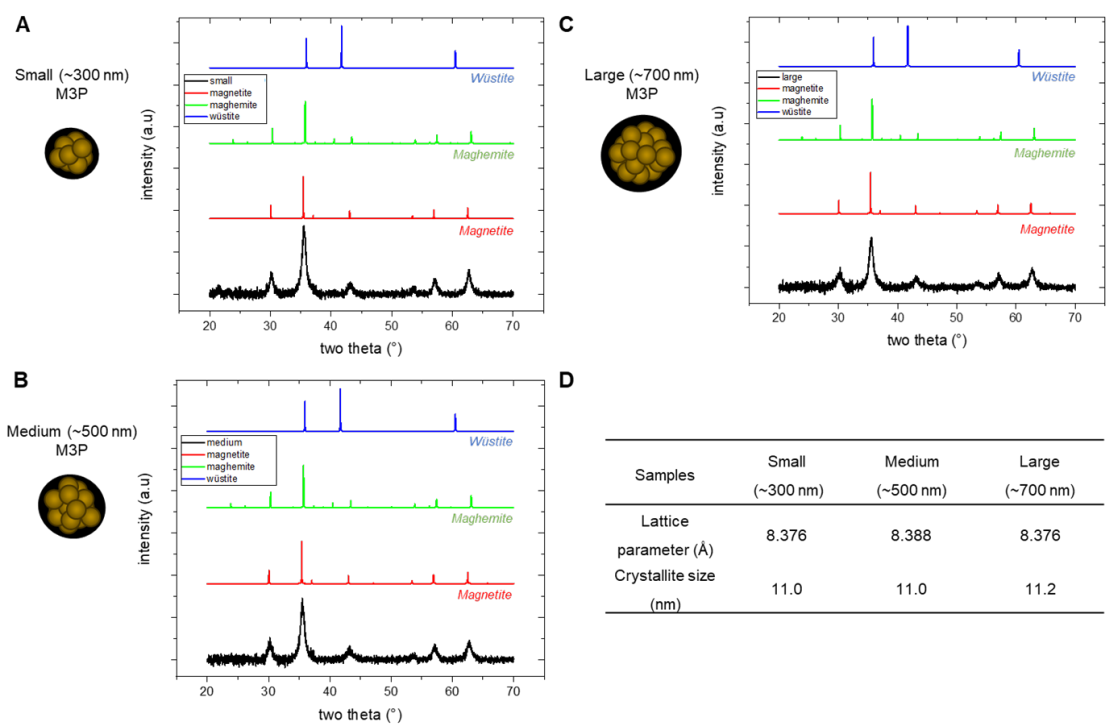 A
Small (~300 nm)
M3P
intensity (a.u)
small
magnetite
maghemite
wüstite
Wüstite
Maghemite
Magnetite
20 30 40 50 60 70
two theta (°)
B
Medium (~500 nm)
M3P
intensity (a.u)
medium
magnetite
maghemite
wüstite
Wüstite
Maghemite
Magnetite
20 30 40 50 60 70
two theta (°)
C
Large (~700 nm)
M3P
intensity (a.u)
large
magnetite
maghemite
wüstite
Wüstite
Maghemite
Magnetite
20 30 40 50 60 70
two theta (°)
D
Samples Small (~300 nm) Medium (~500 nm) Large (~700 nm)
Lattice parameter (Å) 8.376 8.388 8.376
Crystallite size (nm) 11.0 11.0 11.2